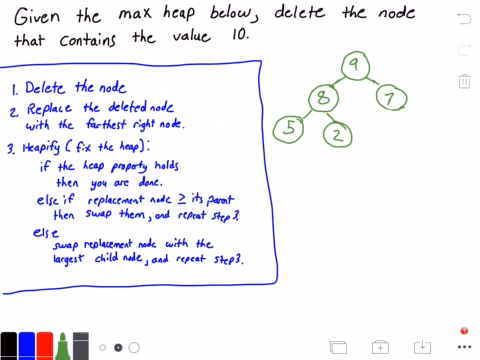 Given the max heap below, delete the node
that contains the value 10.
1. Delete the node
2. Replace the deleted node
with the farthest right node.
3. Heapify (fix the heap):
if the heap property holds
then you are done.
else if replacement node ≥ its parent
then swap them, and repeat step 3.
else
swap replacement node with the
largest child node, and repeat step 3.
9
8 7
5 2